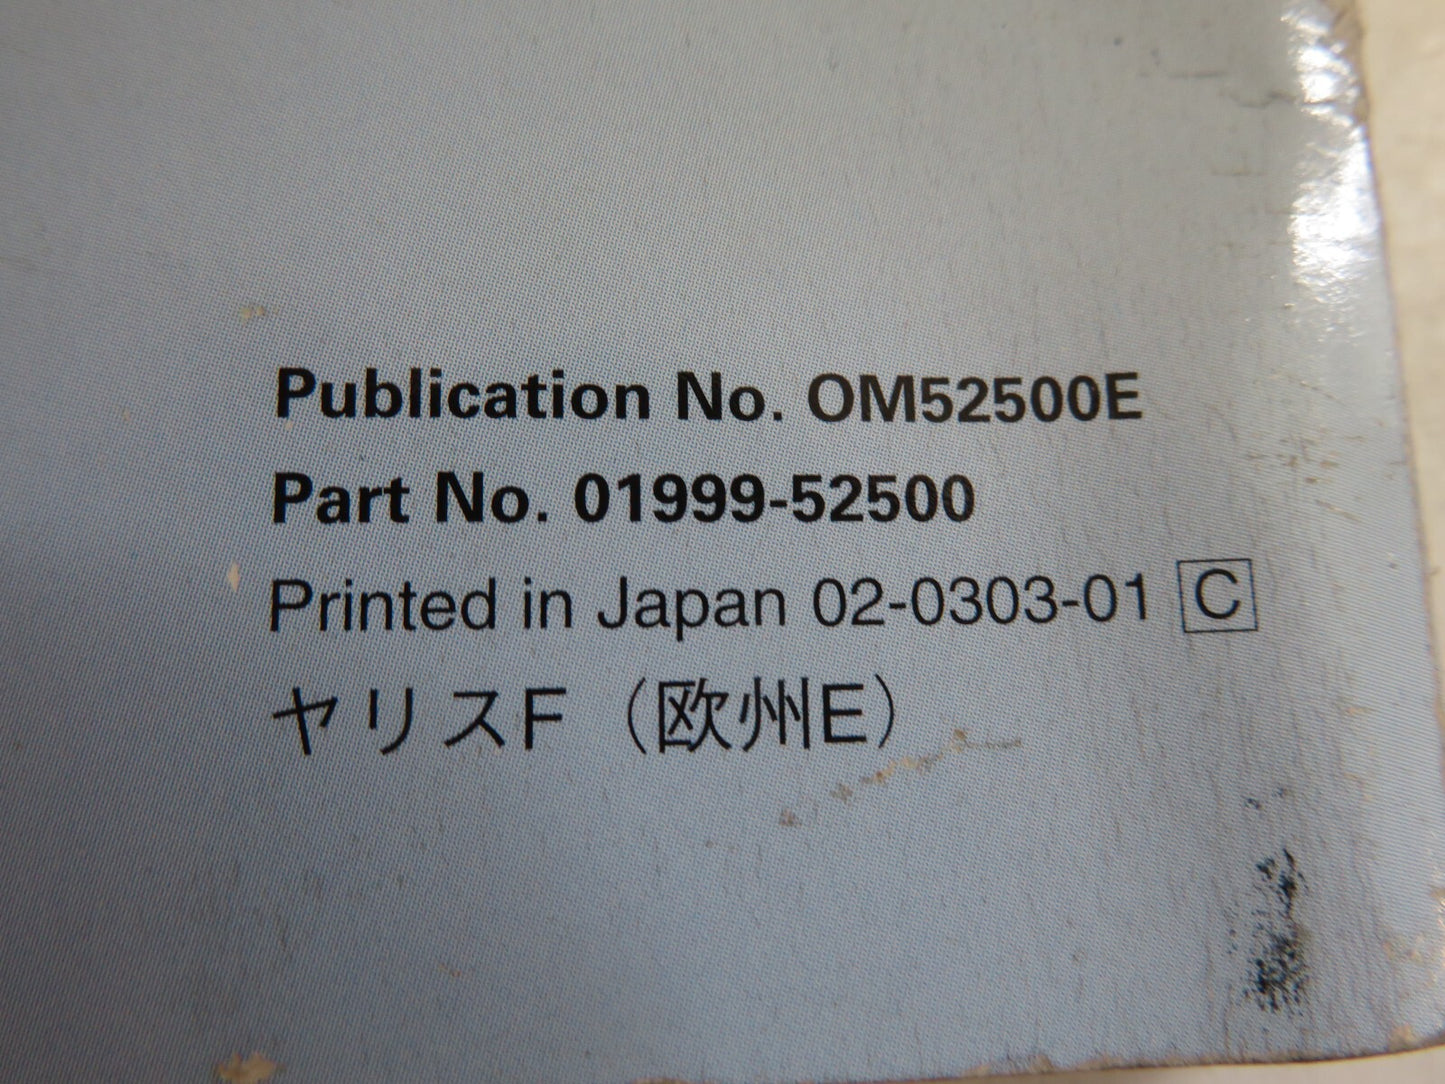 Publication No. OM52500E
Part No. 01999-52500
Printed in Japan 02-0303-01 C
ヤリスF（欧州E）